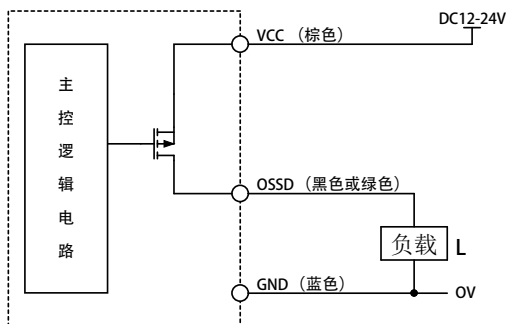 DC12-24V
VCC（棕色）
主控逻辑电路
OSSD（黑色或绿色）
负载 L
GND（蓝色）
OV